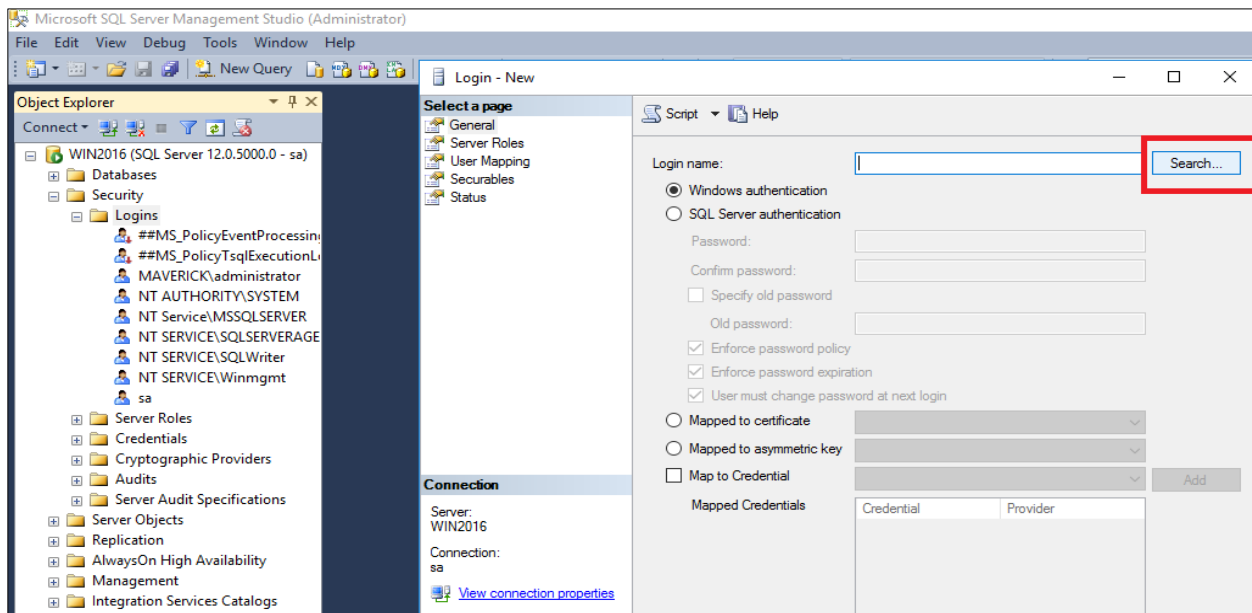 Microsoft SQL Server Management Studio (Administrator)
File Edit View Debug Tools Window Help
New Query
Object Explorer
Connect
WIN2016 (SQL Server 12.0.5000.0 - sa)
Databases
Security
Logins
##MS_PolicyEventProcessin
##MS_PolicyTsqlExecutionL
MAVERICK\administrator
NT AUTHORITY\SYSTEM
NT Service\MSSQLSERVER
NT SERVICE\SQLSERVERAGE
NT SERVICE\SQLWriter
NT SERVICE\Winmgmt
sa
Server Roles
Credentials
Cryptographic Providers
Audits
Server Audit Specifications
Server Objects
Replication
AlwaysOn High Availability
Management
Integration Services Catalogs
Login - New
Select a page
General
Server Roles
User Mapping
Securables
Status
Connection
Server:
WIN2016
Connection:
sa
View connection properties
Script Help
Login name: Search...
Windows authentication
SQL Server authentication
Password:
Confirm password:
Specify old password
Old password:
Enforce password policy
Enforce password expiration
User must change password at next login
Mapped to certificate
Mapped to asymmetric key
Map to Credential Add
Mapped Credentials Credential Provider